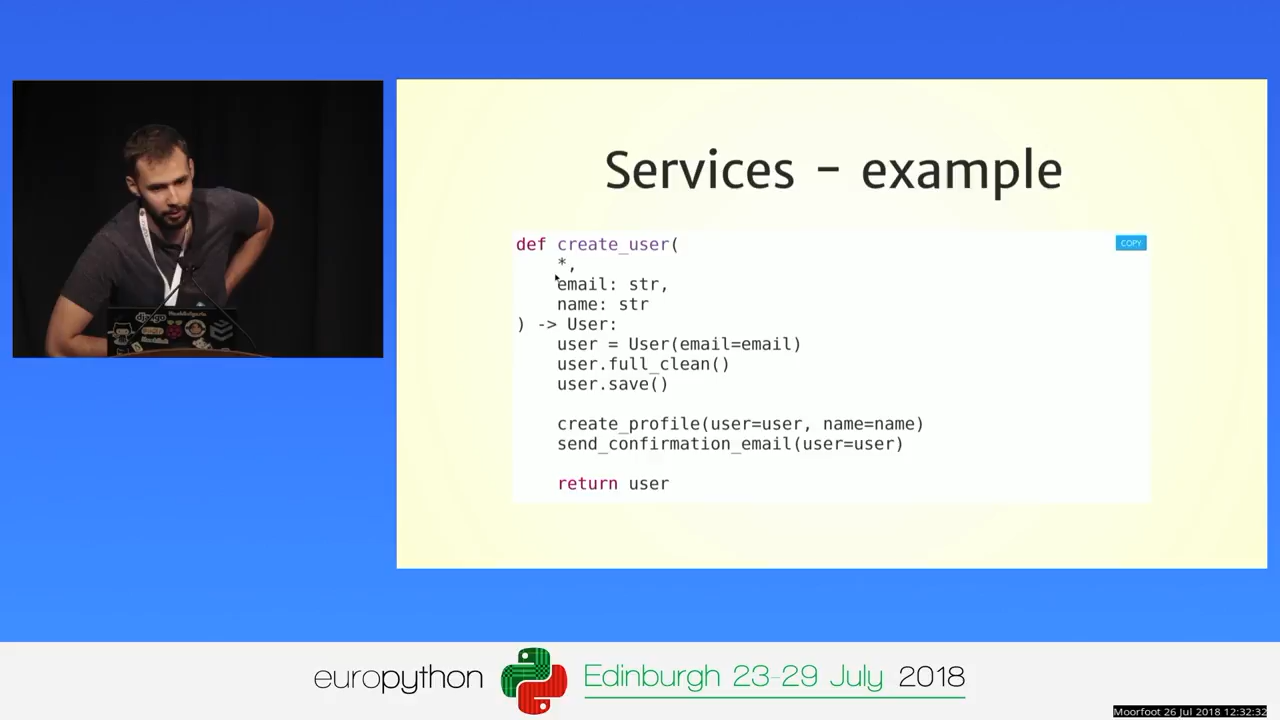 Services - example
def create_user(
*,
email: str,
name: str
) -> User:
user = User(email=email)
user.full_clean()
user.save()
create_profile(user=user, name=name)
send_confirmation_email(user=user)
return user
COPY
django
europython
Edinburgh 23-29 July 2018
Moorfoot 26 Jul 2018 12:32:32